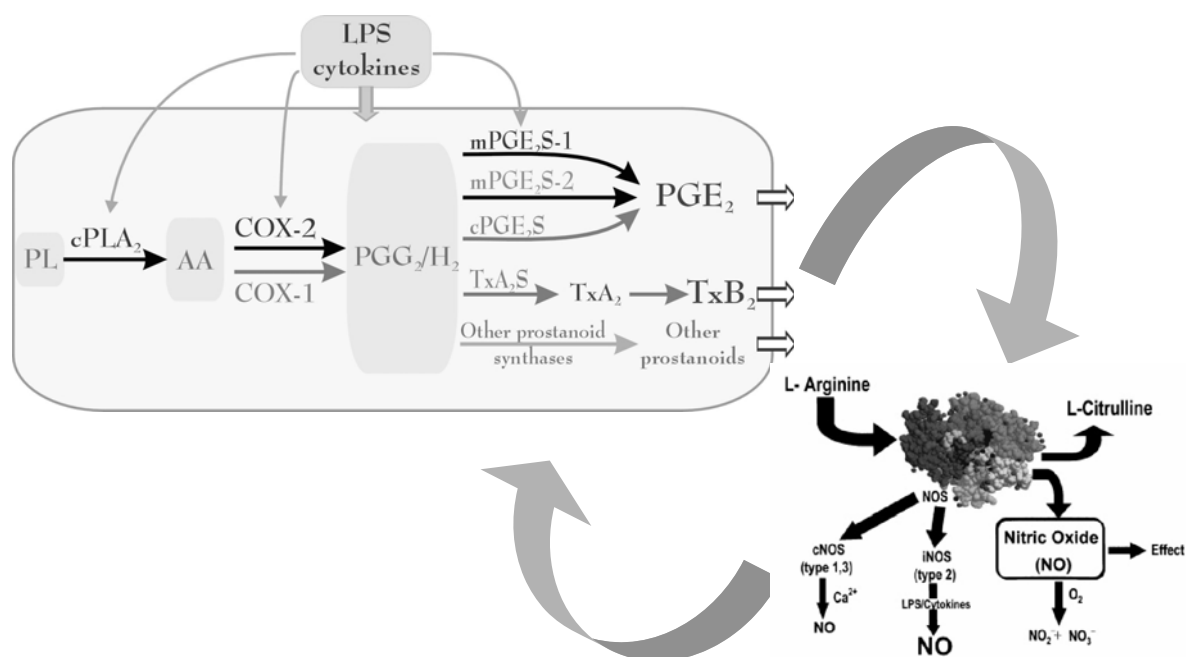 LPS
cytokines
mPGE₂S-1
mPGE₂S-2
PGE₂
cPGE₂S
cPLA₂
COX-2
PL
AA
PGG₂/H₂
COX-1
TxA₂S
TxA₂
TxB₂
Other prostanoid
synthases
Other
prostanoids
L- Arginine
L-Citrulline
NOS
cNOS
(type 1,3)
iNOS
(type 2)
Nitric Oxide
(NO)
Effect
Ca²⁺
LPS/Cytokines
O₂
NO
NO
NO₂⁻+ NO₃⁻